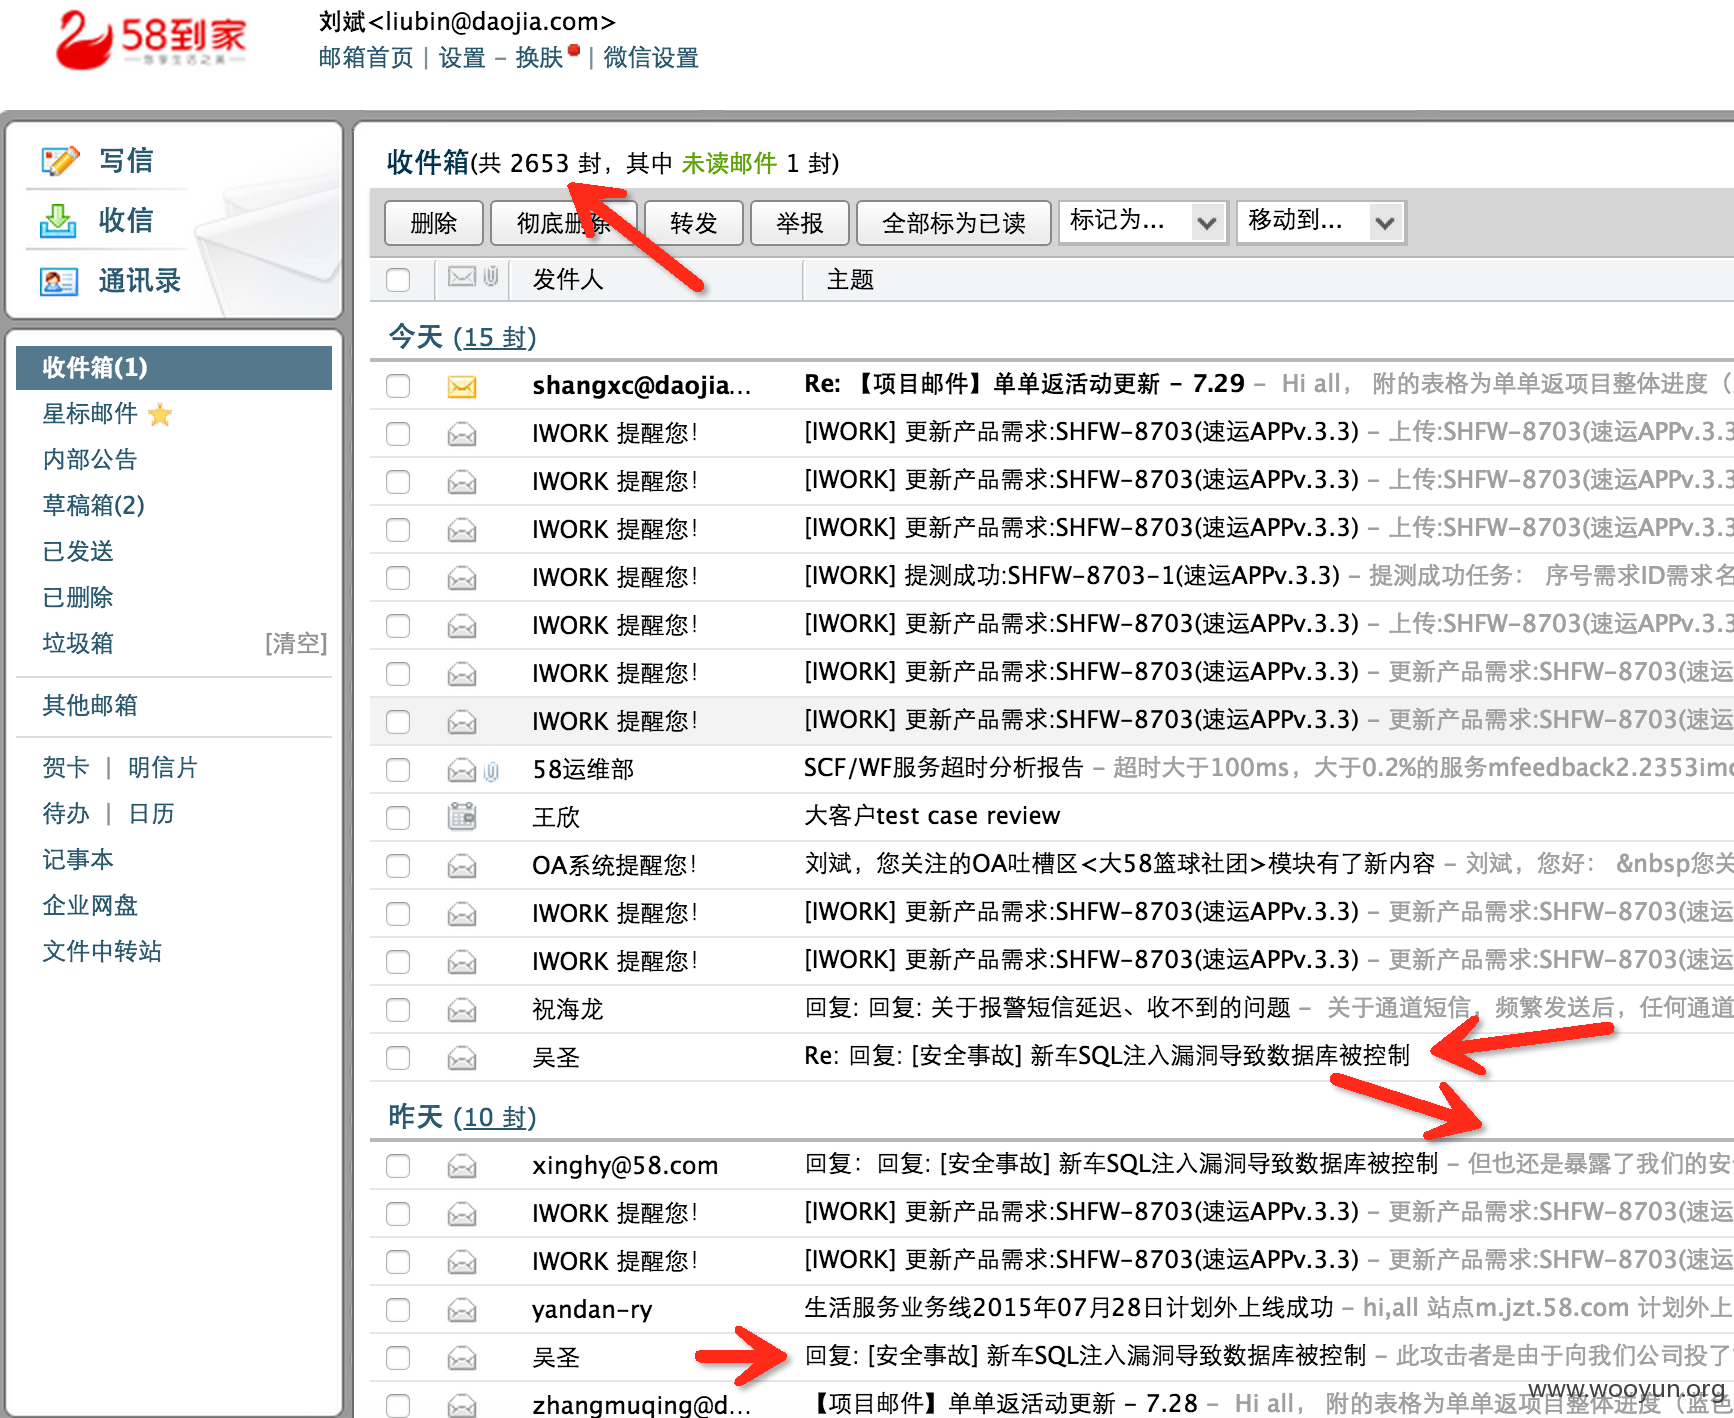 58到家
刘斌<liubin@daojia.com>
邮箱首页 | 设置 - 换肤 | 微信设置
写信
收信
通讯录
收件箱(1)
星标邮件
内部公告
草稿箱(2)
已发送
已删除
垃圾箱 [清空]
其他邮箱
贺卡 | 明信片
待办 | 日历
记事本
企业网盘
文件中转站
收件箱(共 2653 封，其中 未读邮件 1 封)
删除 彻底删除 转发 举报 全部标为已读 标记为... 移动到...
发件人 主题
今天 (15 封)
shangxc@daojia... Re: 【项目邮件】单单返活动更新 - 7.29 - Hi all， 附的表格为单单返项目整体进度（
IWORK 提醒您! [IWORK] 更新产品需求:SHFW-8703(速运APPv.3.3) - 上传:SHFW-8703(速运APPv.3.3
IWORK 提醒您! [IWORK] 更新产品需求:SHFW-8703(速运APPv.3.3) - 上传:SHFW-8703(速运APPv.3.3
IWORK 提醒您! [IWORK] 更新产品需求:SHFW-8703(速运APPv.3.3) - 上传:SHFW-8703(速运APPv.3.3
IWORK 提醒您! [IWORK] 提测成功:SHFW-8703-1(速运APPv.3.3) - 提测成功任务： 序号需求ID需求名
IWORK 提醒您! [IWORK] 更新产品需求:SHFW-8703(速运APPv.3.3) - 上传:SHFW-8703(速运APPv.3.3
IWORK 提醒您! [IWORK] 更新产品需求:SHFW-8703(速运APPv.3.3) - 更新产品需求:SHFW-8703(速运
IWORK 提醒您! [IWORK] 更新产品需求:SHFW-8703(速运APPv.3.3) - 更新产品需求:SHFW-8703(速运
58运维部 SCF/WF服务超时分析报告 - 超时大于100ms，大于0.2%的服务mfeedback2.2353imc
王欣 大客户test case review
OA系统提醒您! 刘斌，您关注的OA吐槽区<大58篮球社团>模块有了新内容 - 刘斌，您好： &nbsp您关
IWORK 提醒您! [IWORK] 更新产品需求:SHFW-8703(速运APPv.3.3) - 更新产品需求:SHFW-8703(速运
IWORK 提醒您! [IWORK] 更新产品需求:SHFW-8703(速运APPv.3.3) - 更新产品需求:SHFW-8703(速运
祝海龙 回复: 回复: 关于报警短信延迟、收不到的问题 - 关于通道短信，频繁发送后，任何通道
吴圣 Re: 回复: [安全事故] 新车SQL注入漏洞导致数据库被控制
昨天 (10 封)
xinghy@58.com 回复： 回复: [安全事故] 新车SQL注入漏洞导致数据库被控制 - 但也还是暴露了我们的安
IWORK 提醒您! [IWORK] 更新产品需求:SHFW-8703(速运APPv.3.3) - 更新产品需求:SHFW-8703(速运
IWORK 提醒您! [IWORK] 更新产品需求:SHFW-8703(速运APPv.3.3) - 更新产品需求:SHFW-8703(速运
yandan-ry 生活服务业务线2015年07月28日计划外上线成功 - hi,all 站点m.jzt.58.com 计划外上
吴圣 回复: [安全事故] 新车SQL注入漏洞导致数据库被控制 - 此攻击者是由于向我们公司投了
zhangmuqing@d... 【项目邮件】单单返活动更新 - 7.28 - Hi all， 附的表格为单单返项目整体进度（蓝色
www.wooyun.org